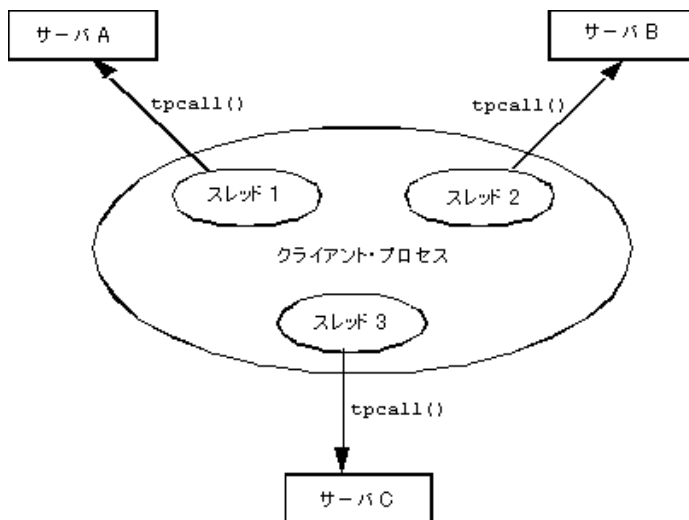 サーバ A
サーバ B
tpcall()
tpcall()
スレッド 1
スレッド 2
クライアント・プロセス
スレッド 3
tpcall()
サーバ C